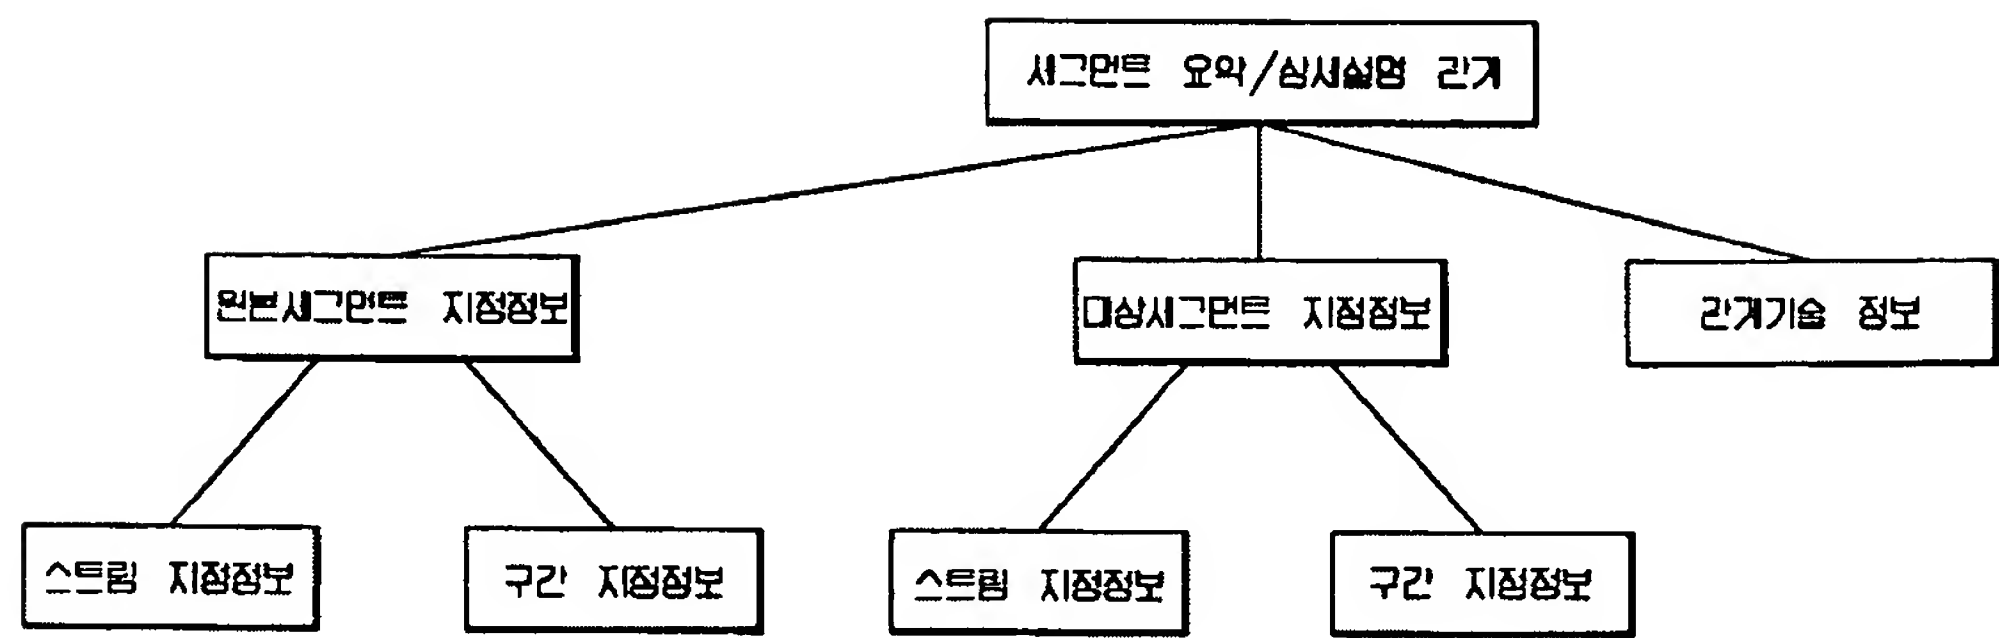 세그먼트 요약/상세설명 관계
원본세그먼트 지정정보
대상세그먼트 지정정보
관계기술 정보
스트림 지정정보
구간 지정정보
스트림 지정정보
구간 지정정보